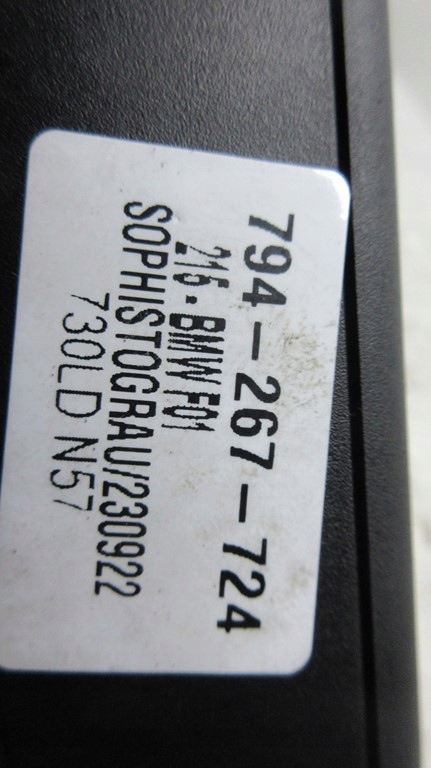 794-267-724
216. BMW F01
SOPHISTOGRAU/230922
730LD N57